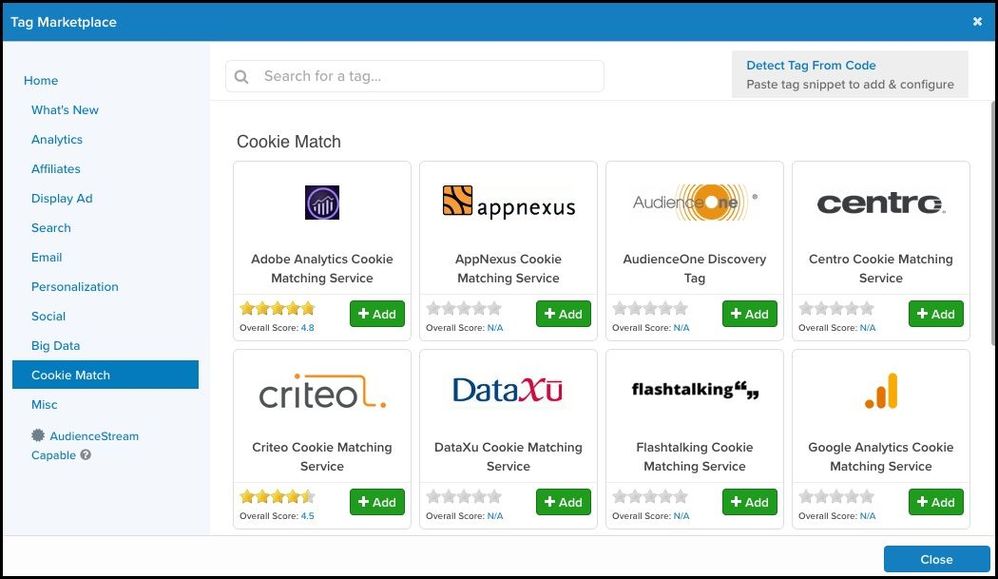 Tag Marketplace
×
Home
What's New
Analytics
Affiliates
Display Ad
Search
Email
Personalization
Social
Big Data
Cookie Match
Misc
AudienceStream
Capable ?
Search for a tag...
Detect Tag From Code
Paste tag snippet to add & configure
Cookie Match
appnexus
AudienceOne ®
centro.
Adobe Analytics Cookie
Matching Service
AppNexus Cookie
Matching Service
AudienceOne Discovery
Tag
Centro Cookie Matching
Service
+ Add
Overall Score: 4.8
+ Add
Overall Score: N/A
+ Add
Overall Score: N/A
+ Add
Overall Score: N/A
criteo.
DataXu
flashtalking
Criteo Cookie Matching
Service
DataXu Cookie Matching
Service
Flashtalking Cookie
Matching Service
Google Analytics Cookie
Matching Service
+ Add
Overall Score: 4.5
+ Add
Overall Score: N/A
+ Add
Overall Score: N/A
+ Add
Overall Score: N/A
Close